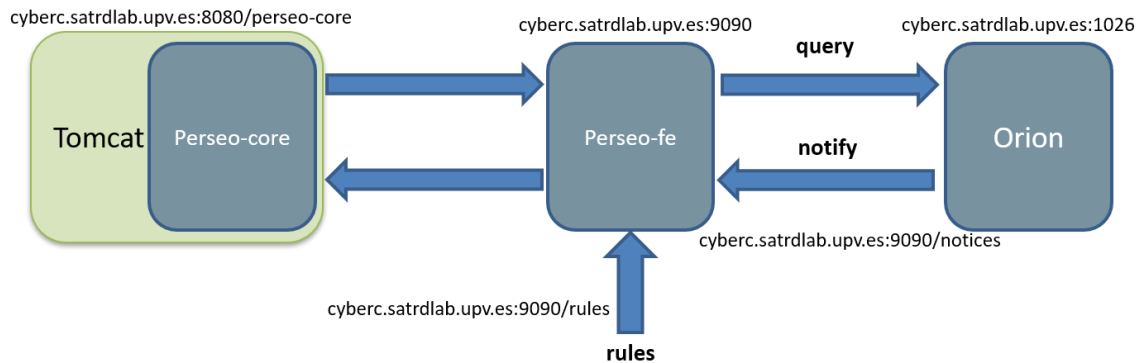 cyberc.satrdlab.upv.es:8080/perseo-core
cyberc.satrdlab.upv.es:9090
cyberc.satrdlab.upv.es:1026
query
Tomcat
Perseo-core
Perseo-fe
Orion
notify
cyberc.satrdlab.upv.es:9090/notices
cyberc.satrdlab.upv.es:9090/rules
rules